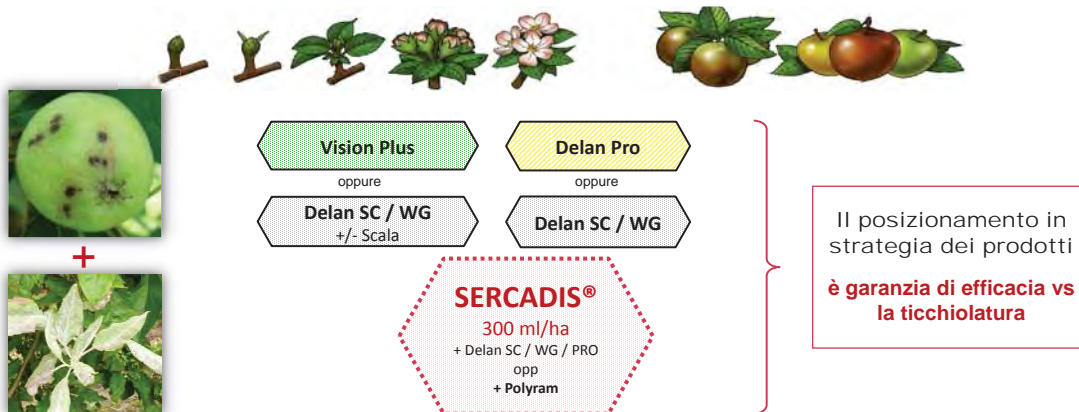 Vision Plus
oppure
Delan SC / WG
+/- Scala
Delan Pro
oppure
Delan SC / WG
+
SERCADIS®
300 ml/ha
+ Delan SC / WG / PRO
opp
+ Polyram
Il posizionamento in
strategia dei prodotti
è garanzia di efficacia vs
la ticchiolatura